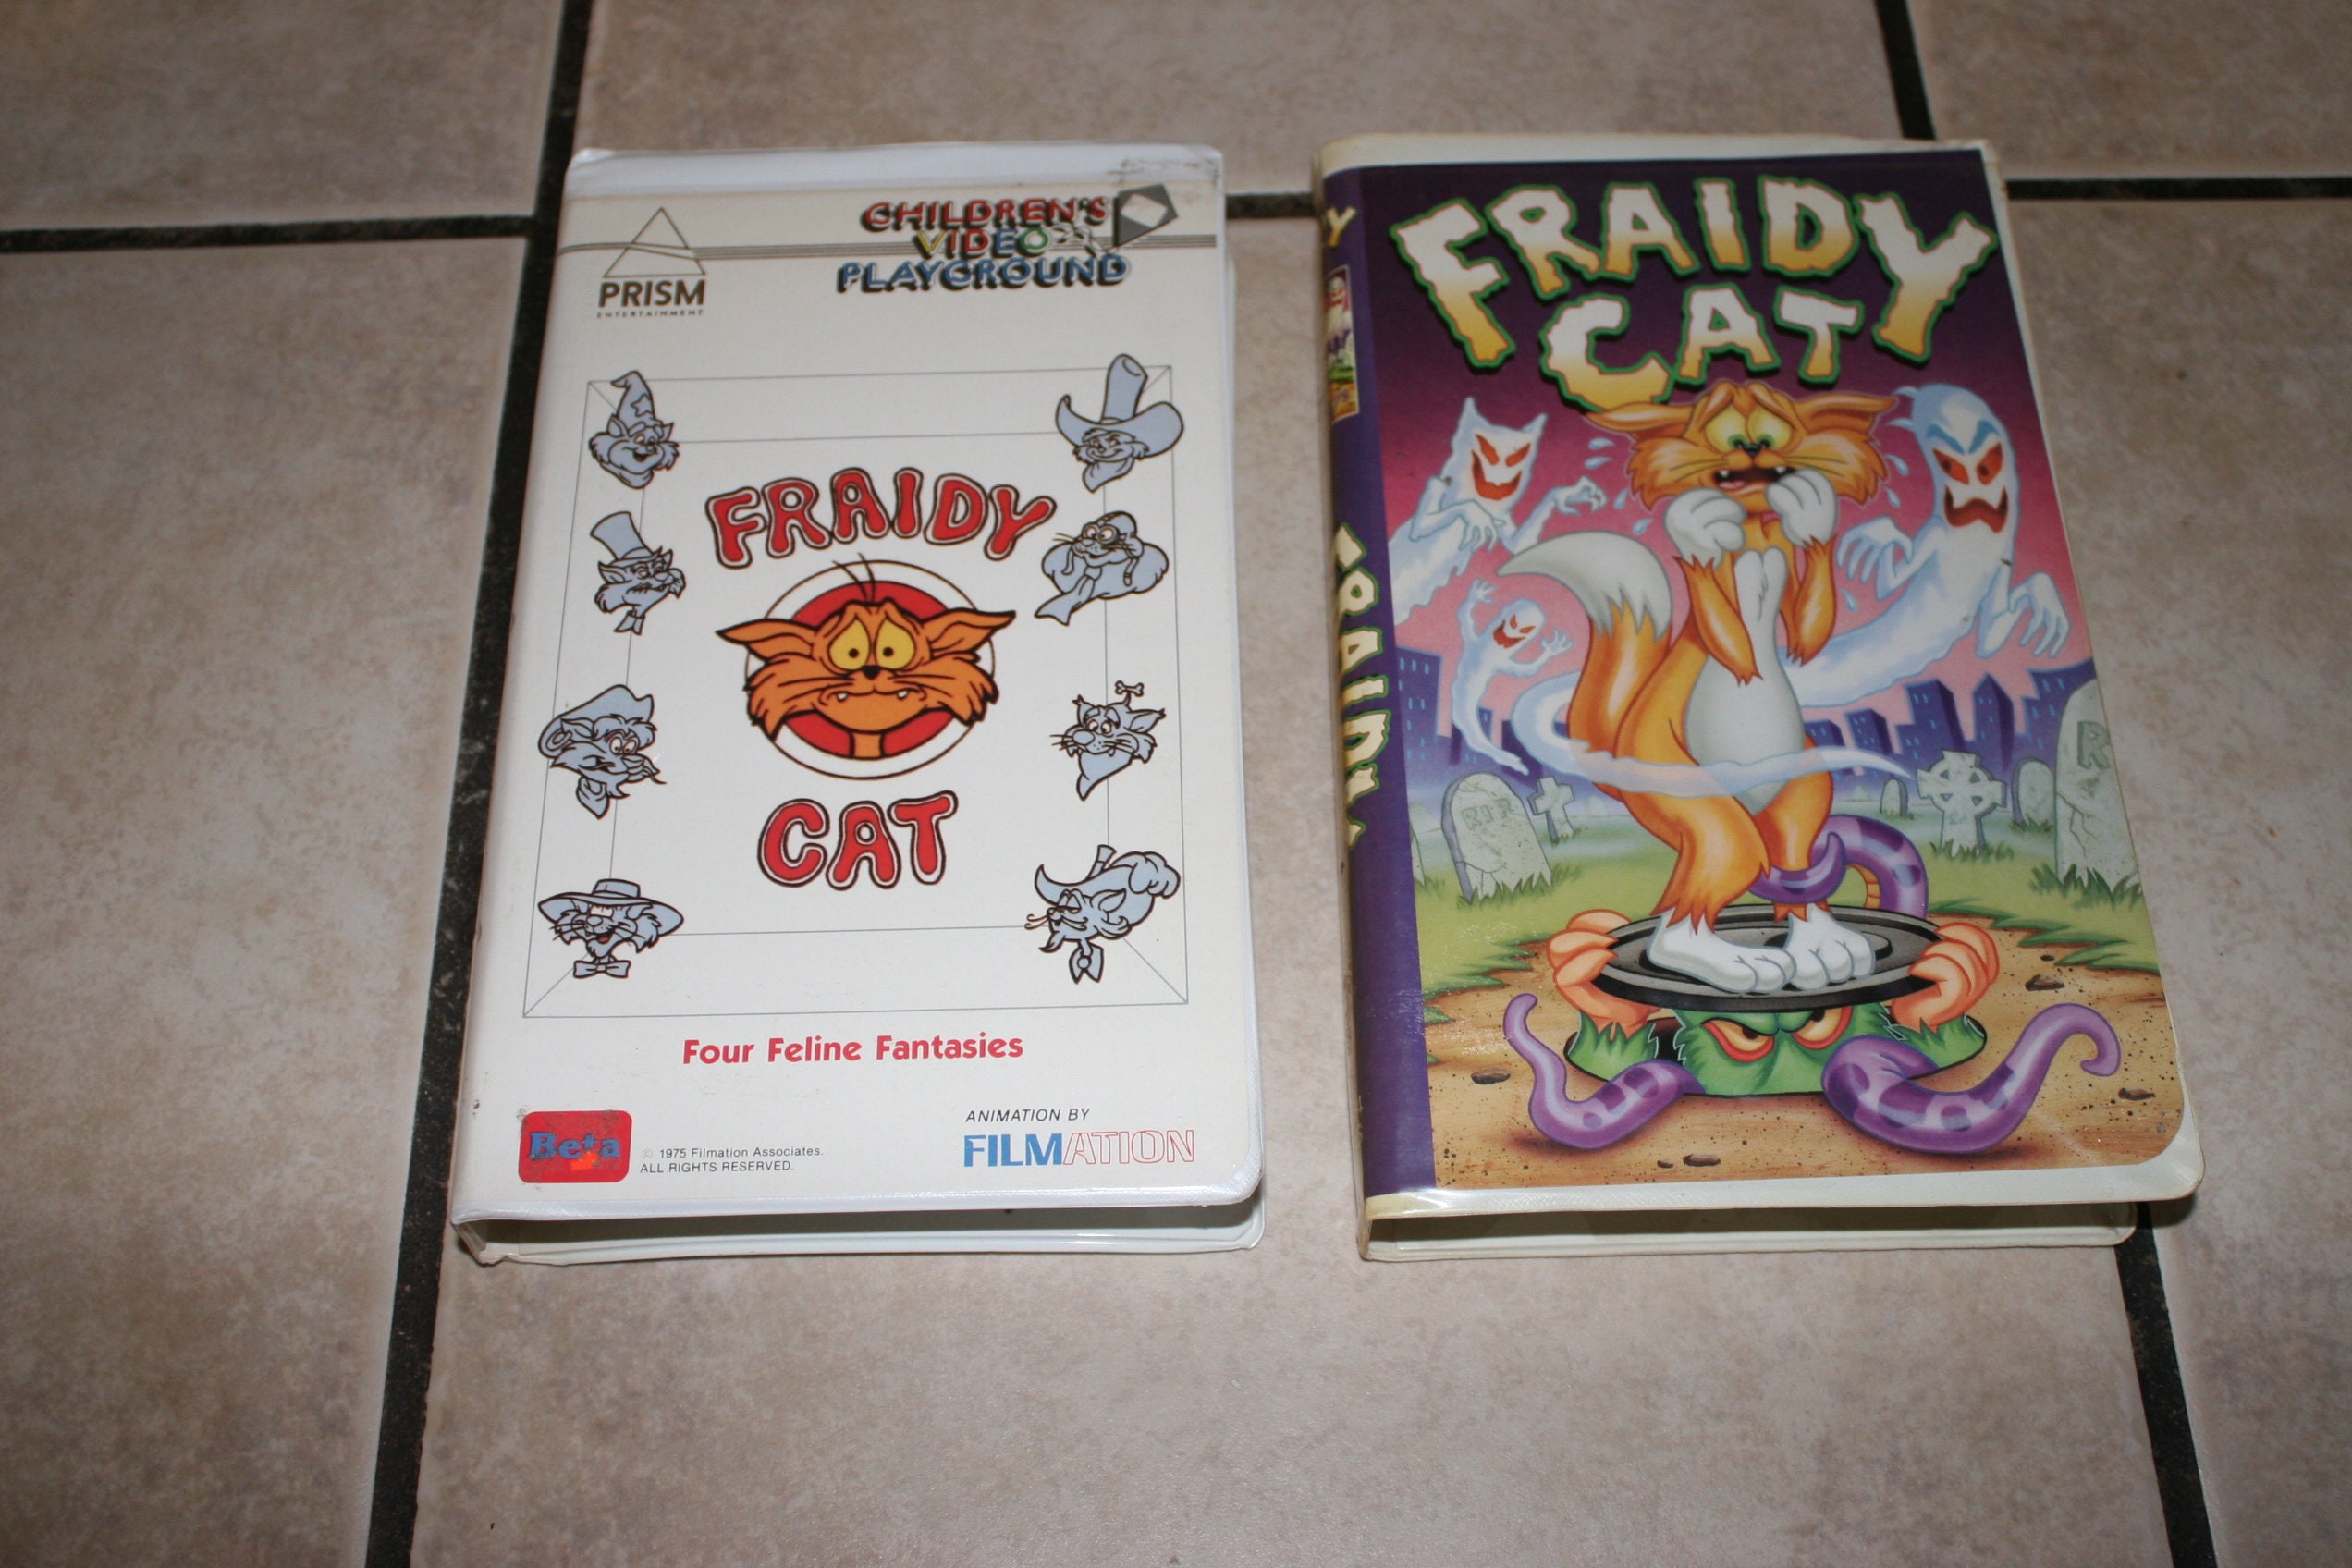 PRISM
ENTERTAINMENT
CHILDREN'S
VIDEO
PLAYGROUND
FRAIDY
CAT
Four Feline Fantasies
Beta
© 1975 Filmation Associates.
ALL RIGHTS RESERVED.
ANIMATION BY
FILMATION
Y
FRAIDY
FRAIDY
CAT
RIP
R